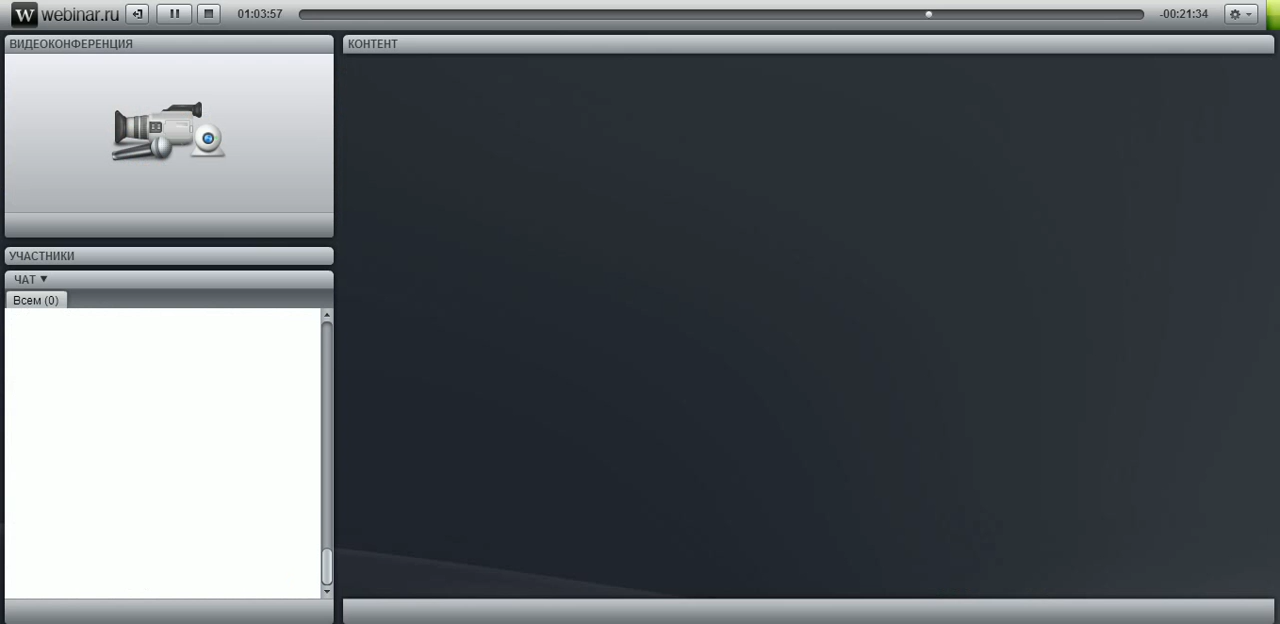 W webinar.ru 01:03:57 -00:21:34
ВИДЕОКОНФЕРЕНЦИЯ
КОНТЕНТ
УЧАСТНИКИ
ЧАТ
Всем (0)